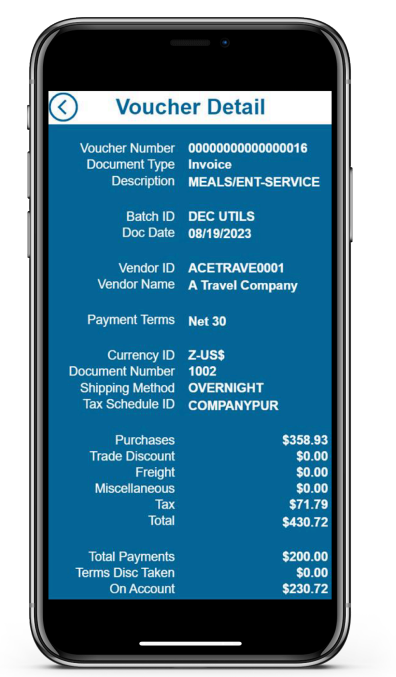 Voucher Detail
Voucher Number 00000000000000016
Document Type Invoice
Description MEALS/ENT-SERVICE
Batch ID DEC UTILS
Doc Date 08/19/2023
Vendor ID ACETRAVE0001
Vendor Name A Travel Company
Payment Terms Net 30
Currency ID Z-US$
Document Number 1002
Shipping Method OVERNIGHT
Tax Schedule ID COMPANYPUR
Purchases $358.93
Trade Discount $0.00
Freight $0.00
Miscellaneous $0.00
Tax $71.79
Total $430.72
Total Payments $200.00
Terms Disc Taken $0.00
On Account $230.72